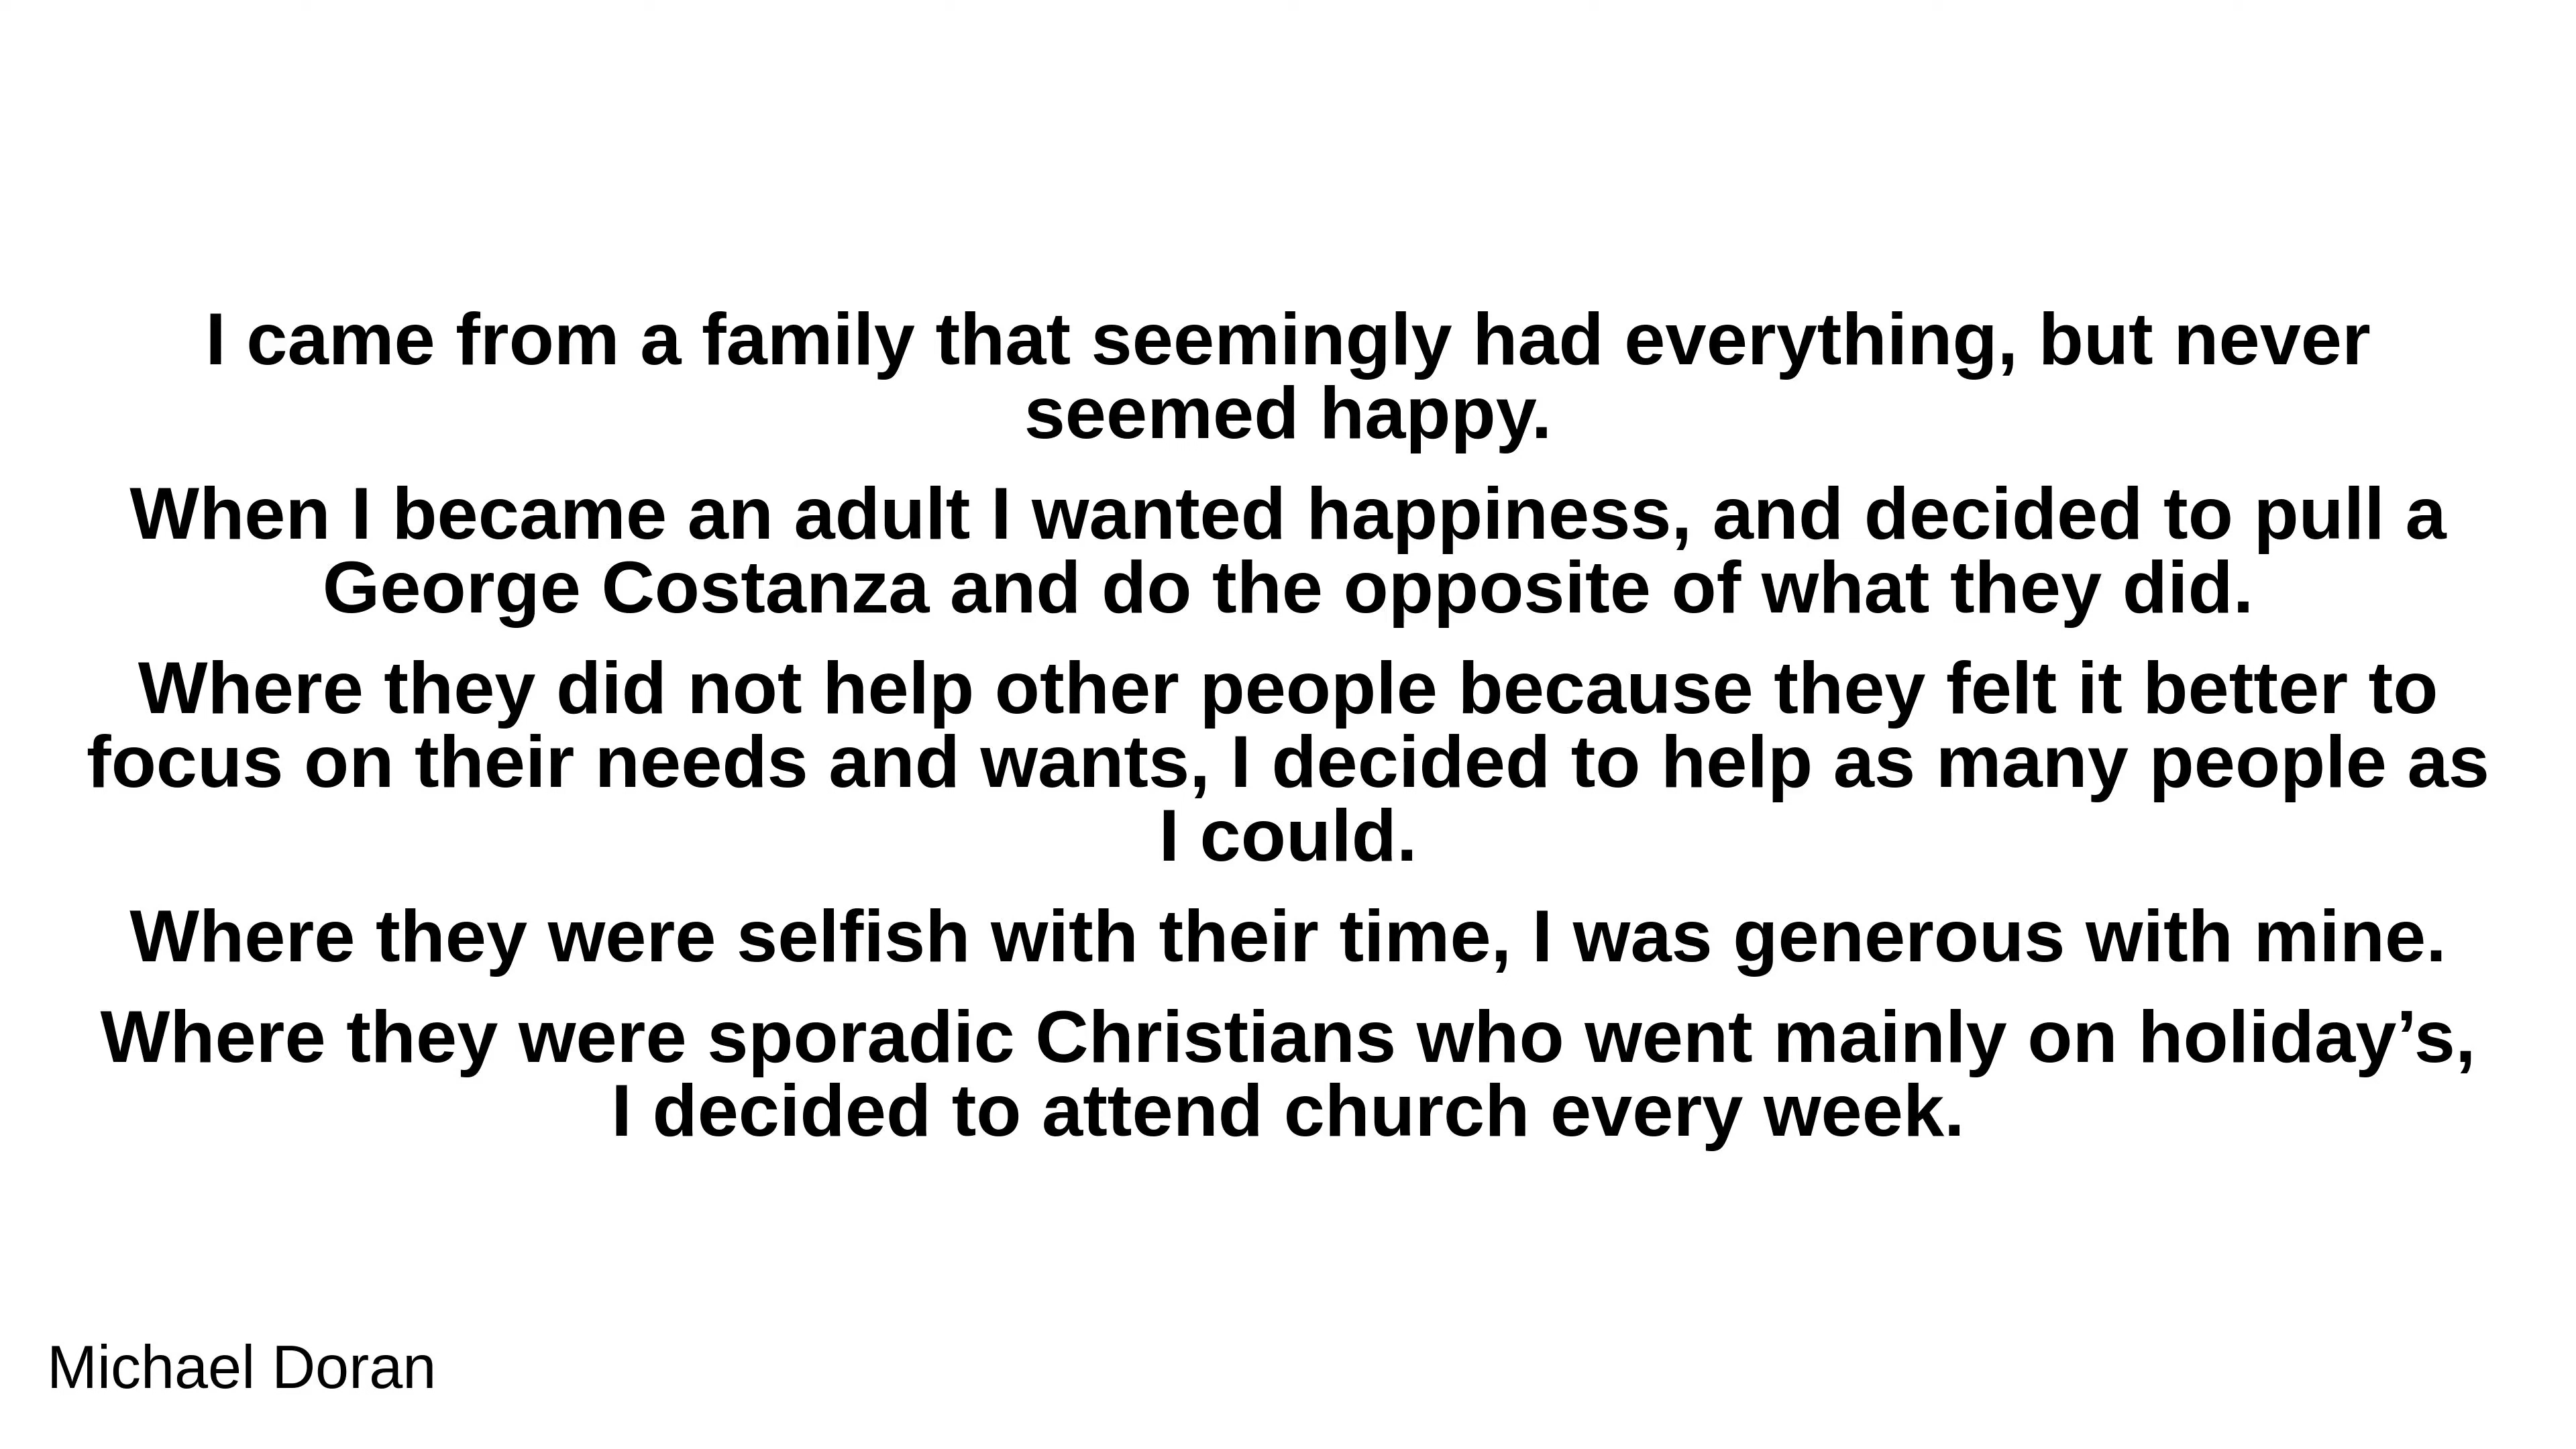 I came from a family that seemingly had everything, but never
seemed happy.
When I became an adult I wanted happiness, and decided to pull a
George Costanza and do the opposite of what they did.
Where they did not help other people because they felt it better to
focus on their needs and wants, I decided to help as many people as
I could.
Where they were selfish with their time, I was generous with mine.
Where they were sporadic Christians who went mainly on holiday’s,
I decided to attend church every week.
Michael Doran